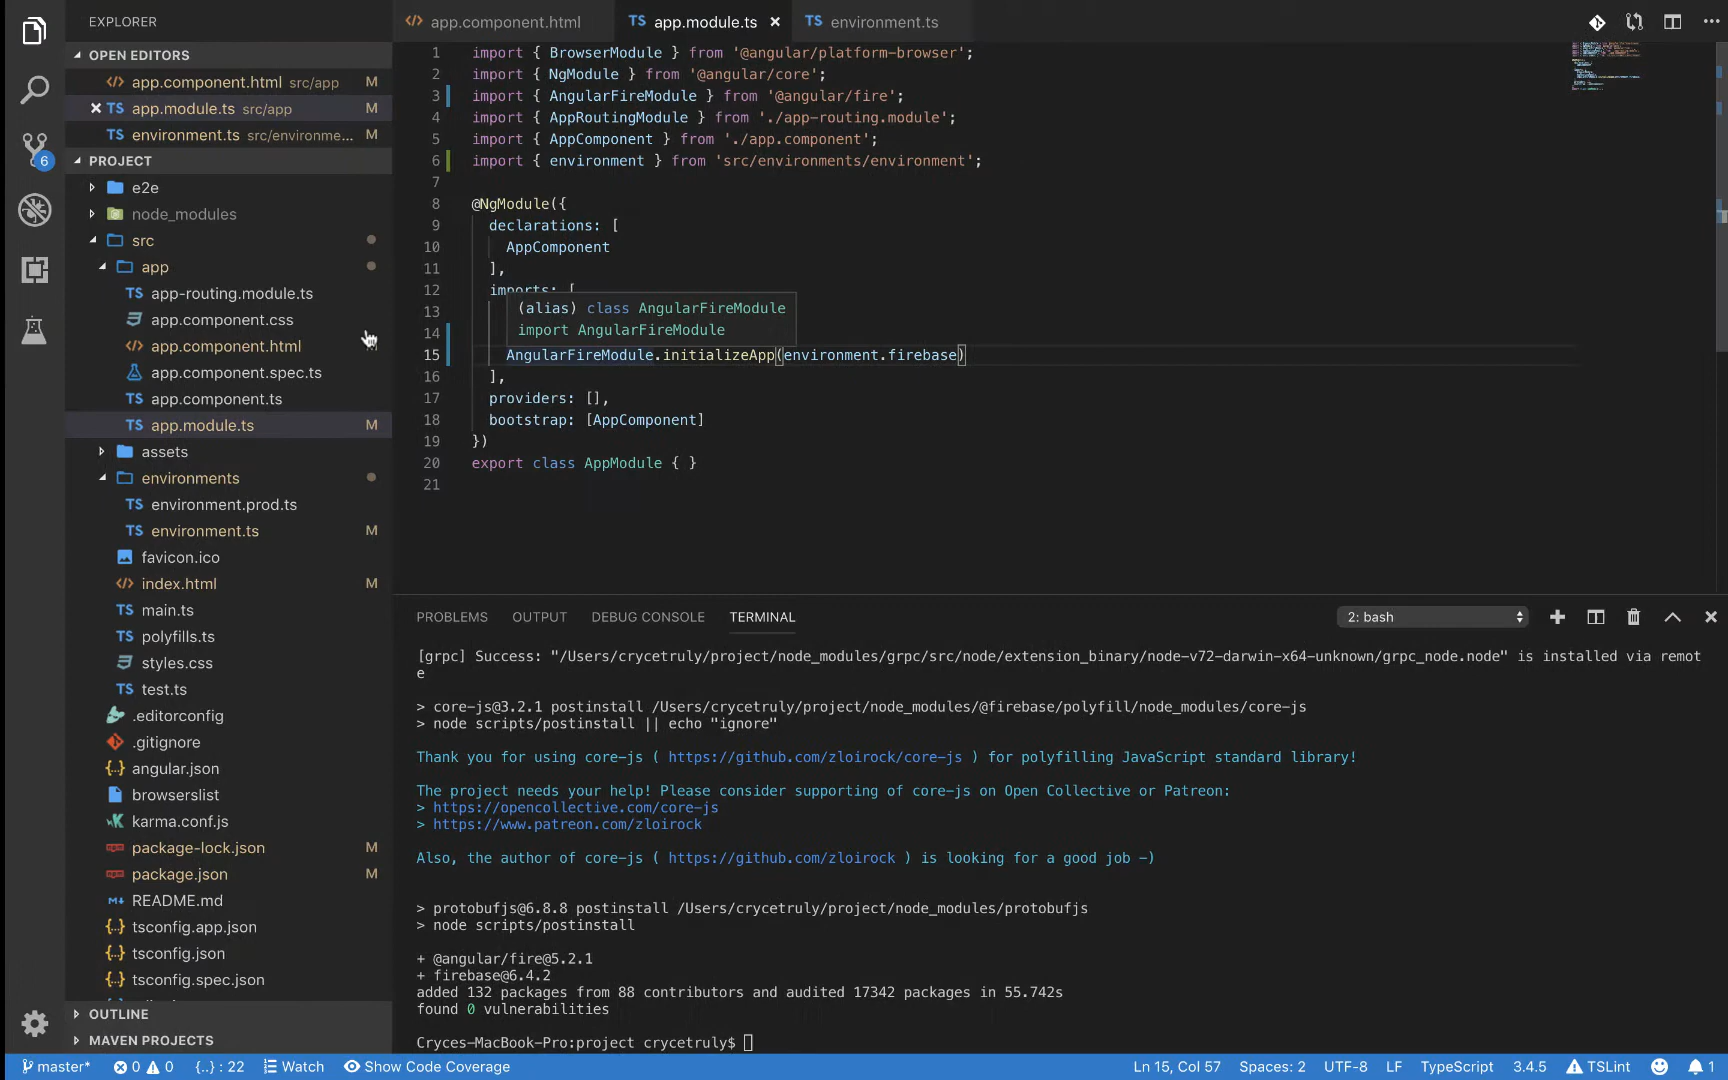 EXPLORER
OPEN EDITORS
app.component.html src/app M
app.module.ts src/app M
environment.ts src/environme... M
6
PROJECT
e2e
node_modules
src
app
TS app-routing.module.ts
app.component.css
app.component.html
app.component.spec.ts
TS app.component.ts
TS app.module.ts M
assets
environments
TS environment.prod.ts
TS environment.ts M
favicon.ico
index.html M
TS main.ts
TS polyfills.ts
styles.css
TS test.ts
.editorconfig
.gitignore
angular.json
browserslist
karma.conf.js
package-lock.json M
package.json M
README.md
tsconfig.app.json
tsconfig.json
tsconfig.spec.json
OUTLINE
MAVEN PROJECTS
app.component.html TS app.module.ts TS environment.ts
1 import { BrowserModule } from '@angular/platform-browser';
2 import { NgModule } from '@angular/core';
3 import { AngularFireModule } from '@angular/fire';
4 import { AppRoutingModule } from './app-routing.module';
5 import { AppComponent } from './app.component';
6 import { environment } from 'src/environments/environment';
7
8 @NgModule({
9 declarations: [
10 AppComponent
11 ],
12 imports: [
13 (alias) class AngularFireModule
14 import AngularFireModule
15 AngularFireModule.initializeApp(environment.firebase)
16 ],
17 providers: [],
18 bootstrap: [AppComponent]
19 })
20 export class AppModule { }
21
PROBLEMS OUTPUT DEBUG CONSOLE TERMINAL 2: bash
[grpc] Success: "/Users/crycetruly/project/node_modules/grpc/src/node/extension_binary/node-v72-darwin-x64-unknown/grpc_node.node" is installed via remot
e
> core-js@3.2.1 postinstall /Users/crycetruly/project/node_modules/@firebase/polyfill/node_modules/core-js
> node scripts/postinstall || echo "ignore"
Thank you for using core-js ( https://github.com/zloirock/core-js ) for polyfilling JavaScript standard library!
The project needs your help! Please consider supporting of core-js on Open Collective or Patreon:
> https://opencollective.com/core-js
> https://www.patreon.com/zloirock
Also, the author of core-js ( https://github.com/zloirock ) is looking for a good job -)
> protobufjs@6.8.8 postinstall /Users/crycetruly/project/node_modules/protobufjs
> node scripts/postinstall
+ @angular/fire@5.2.1
+ firebase@6.4.2
added 132 packages from 88 contributors and audited 17342 packages in 55.742s
found 0 vulnerabilities
Cryces-MacBook-Pro:project crycetruly$
master* 0 0 {..} : 22 Watch Show Code Coverage Ln 15, Col 57 Spaces: 2 UTF-8 LF TypeScript 3.4.5 TSLint 1